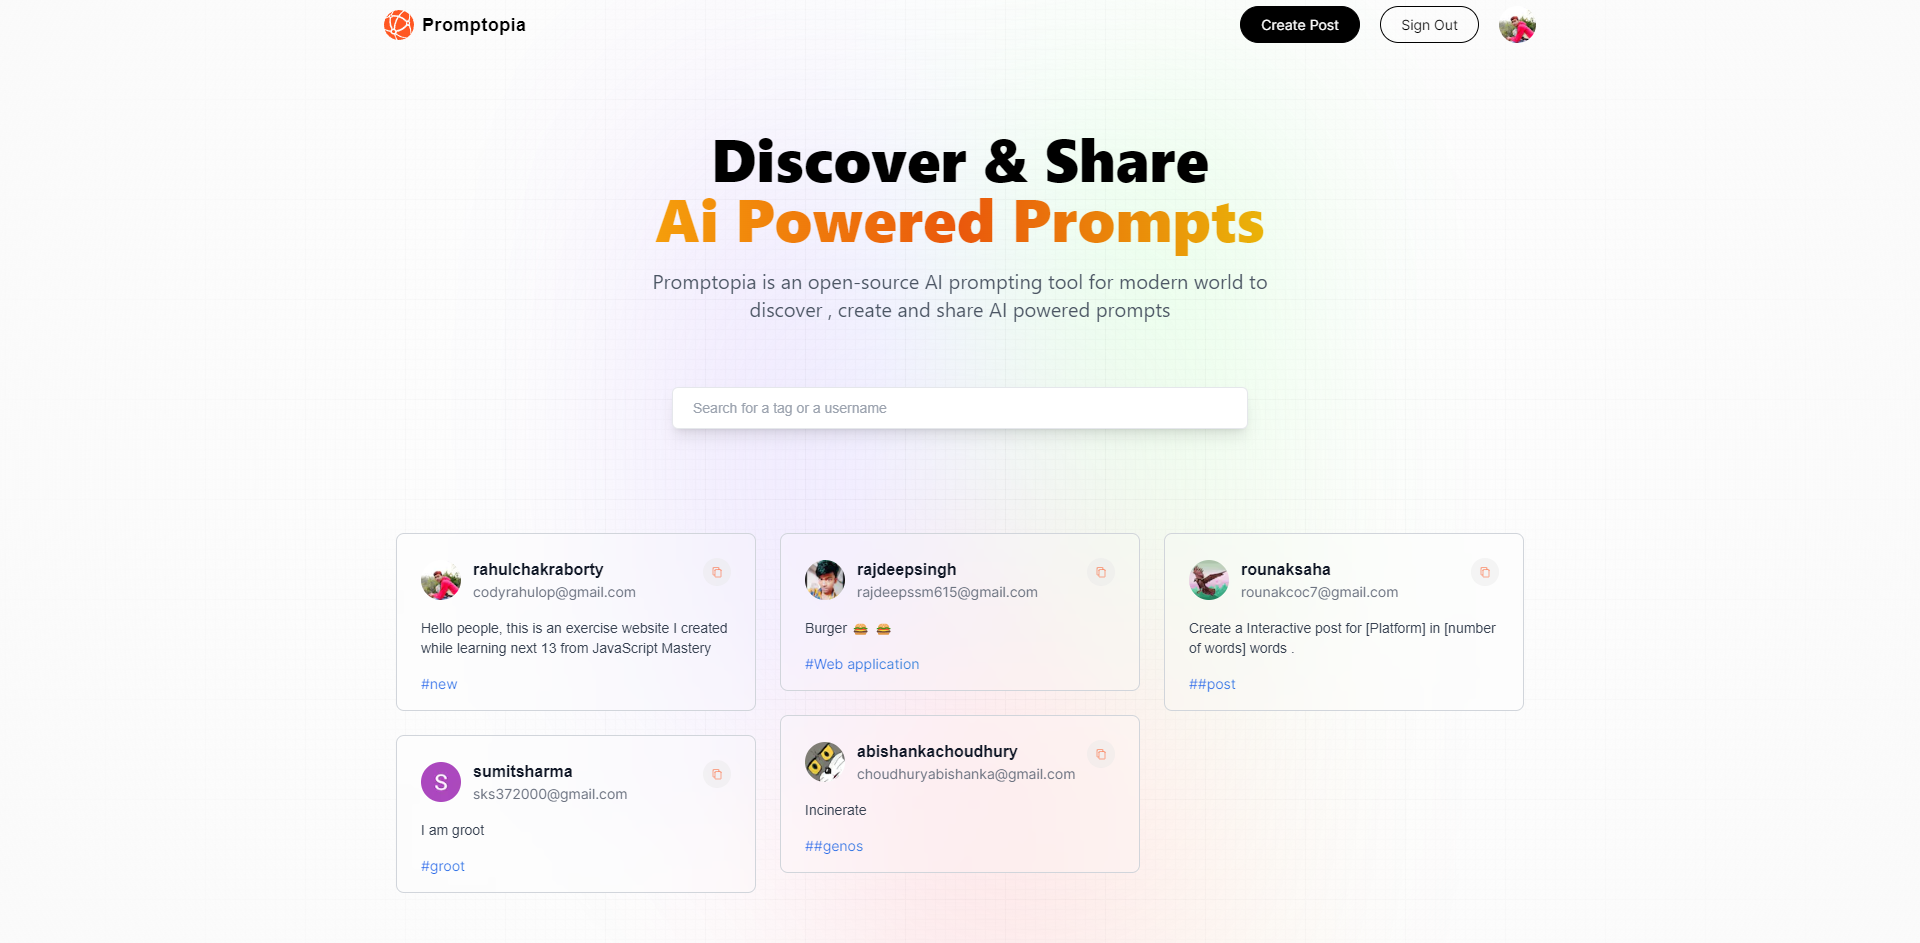 Promptopia
Create Post
Sign Out
Discover & Share
Ai Powered Prompts
Promptopia is an open-source AI prompting tool for modern world to
discover , create and share AI powered prompts
Search for a tag or a username
rahulchakraborty
codyrahulop@gmail.com
Hello people, this is an exercise website I created
while learning next 13 from JavaScript Mastery
#new
sumitsharma
S
sks372000@gmail.com
I am groot
#groot
rajdeepsingh
rajdeepssm615@gmail.com
Burger 🍔 🍔
#Web application
abishankachoudhury
choudhuryabishanka@gmail.com
Incinerate
##genos
rounaksaha
rounakcoc7@gmail.com
Create a Interactive post for [Platform] in [number
of words] words .
##post